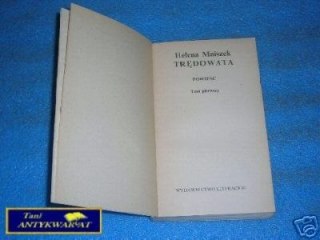 Helena Mniszek
TRĘDOWATA
POWIEŚĆ
Tom pierwszy
WYDAWNICTWO LITERACKIE
Tani
ANTYKWARIAT